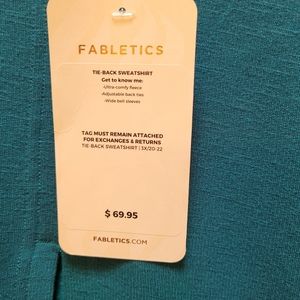 FABLETICS
TIE-BACK SWEATSHIRT
Get to know me:
-Ultra-comfy fleece
-Adjustable back ties
-Wide bell sleeves
TAG MUST REMAIN ATTACHED
FOR EXCHANGES & RETURNS
TIE-BACK SWEATSHIRT | 3X/20-22
$ 69.95
FABLETICS.COM